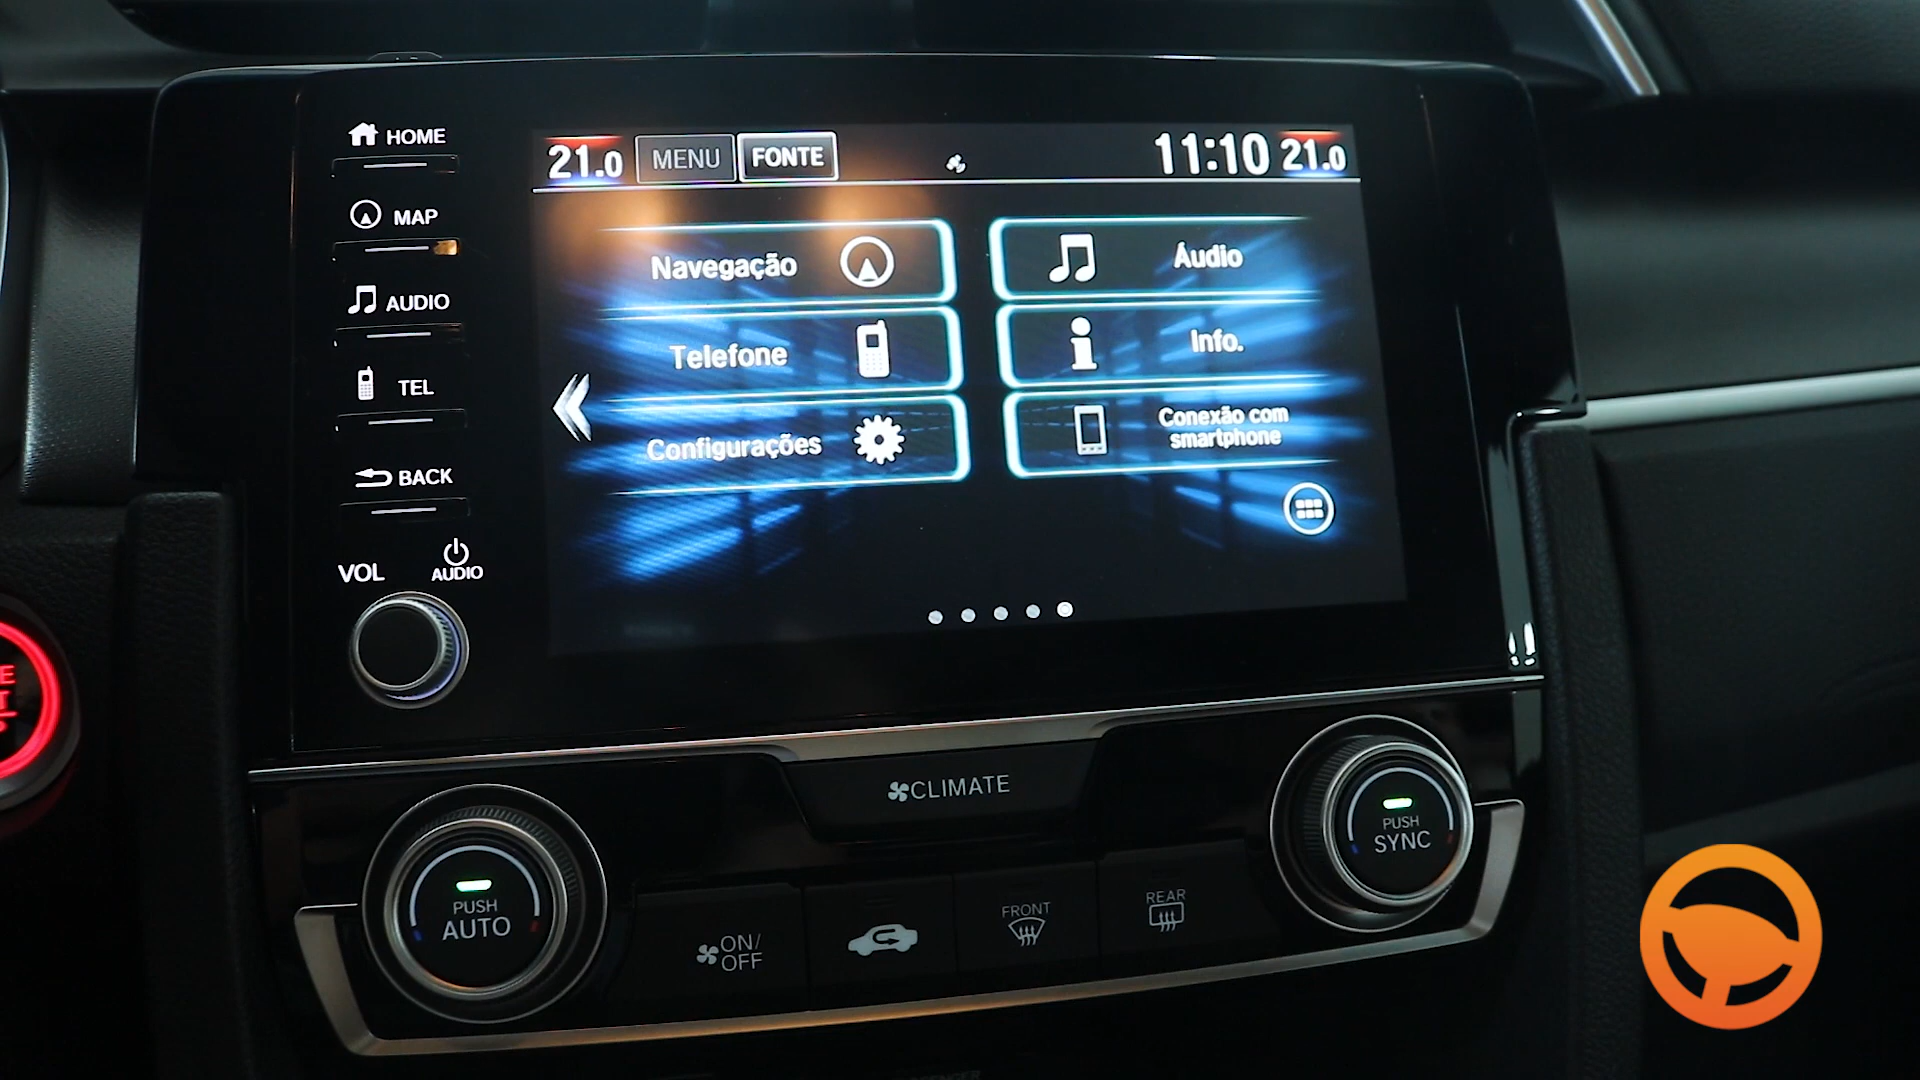 HOME
MAP
AUDIO
TEL
BACK
VOL
AUDIO
21.0
MENU
FONTE
11:10
21.0
Navegação
Áudio
Telefone
Info.
Configurações
Conexão com
smartphone
CLIMATE
PUSH
AUTO
ON/
OFF
FRONT
REAR
PUSH
SYNC